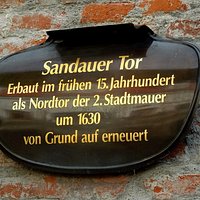 Sandauer Tor
Erbaut im frühen 15. Jahrhundert
als Nordtor der 2. Stadtmauer
um 1630
von Grund auf erneuert